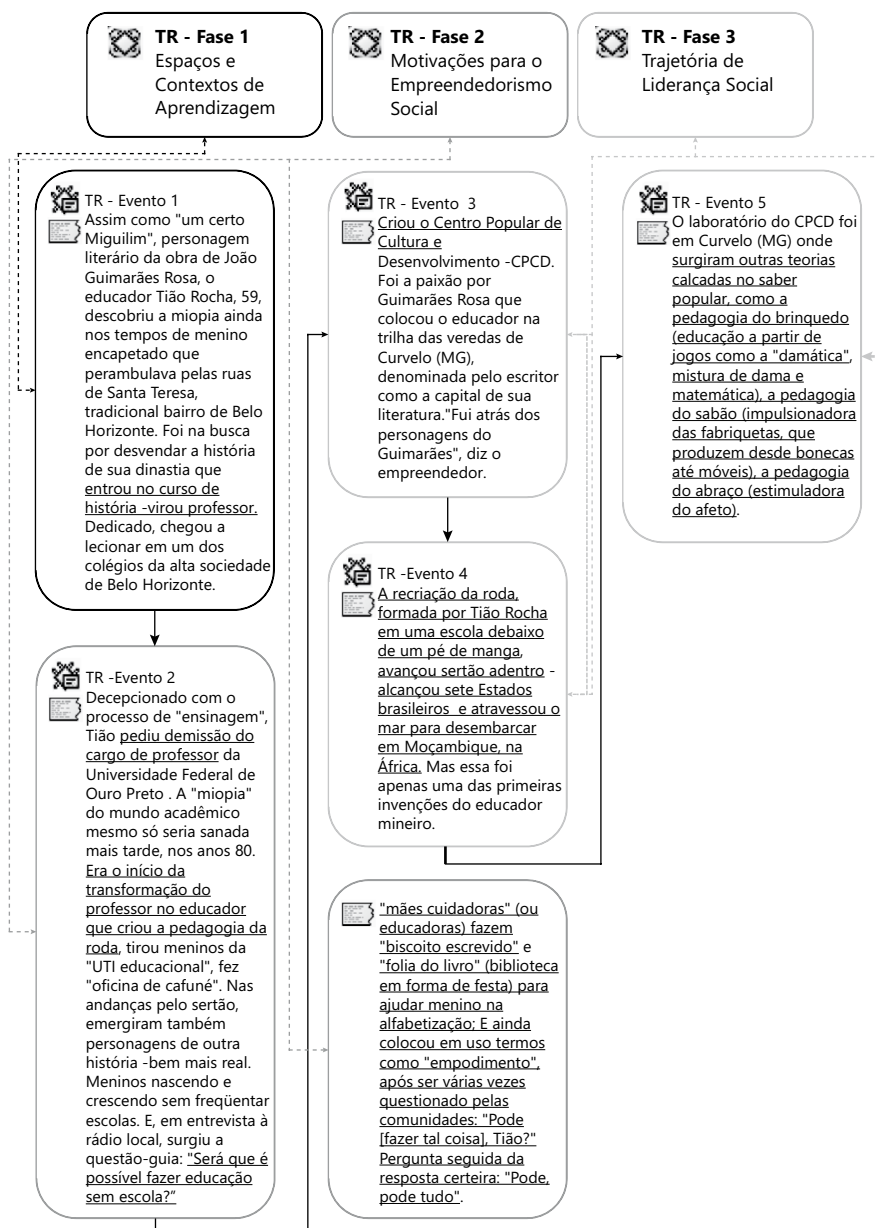 TR - Fase 1
Espaços e
Contextos de
Aprendizagem
TR - Fase 2
Motivações para o
Empreendedorismo
Social
TR - Fase 3
Trajetória de
Liderança Social
TR - Evento 1
Assim como "um certo
Miguilim", personagem
literário da obra de João
Guimarães Rosa, o
educador Tião Rocha, 59,
descobriu a miopia ainda
nos tempos de menino
encapetado que
perambulava pelas ruas
de Santa Teresa,
tradicional bairro de Belo
Horizonte. Foi na busca
por desvendar a história
de sua dinastia que
entrou no curso de
história -virou professor.
Dedicado, chegou a
lecionar em um dos
colégios da alta sociedade
de Belo Horizonte.
TR -Evento 2
Decepcionado com o
processo de "ensinagem",
Tião pediu demissão do
cargo de professor da
Universidade Federal de
Ouro Preto . A "miopia"
do mundo acadêmico
mesmo só seria sanada
mais tarde, nos anos 80.
Era o início da
transformação do
professor no educador
que criou a pedagogia da
roda, tirou meninos da
"UTI educacional", fez
"oficina de cafuné". Nas
andanças pelo sertão,
emergiram também
personagens de outra
história -bem mais real.
Meninos nascendo e
crescendo sem freqüentar
escolas. E, em entrevista à
rádio local, surgiu a
questão-guia: "Será que é
possível fazer educação
sem escola?"
TR - Evento  3
Criou o Centro Popular de
Cultura e
Desenvolvimento -CPCD.
Foi a paixão por
Guimarães Rosa que
colocou o educador na
trilha das veredas de
Curvelo (MG),
denominada pelo escritor
como a capital de sua
literatura."Fui atrás dos
personagens do
Guimarães", diz o
empreendedor.
TR -Evento 4
A recriação da roda,
formada por Tião Rocha
em uma escola debaixo
de um pé de manga,
avançou sertão adentro -
alcançou sete Estados
brasileiros  e atravessou o
mar para desembarcar
em Moçambique, na
África. Mas essa foi
apenas uma das primeiras
invenções do educador
mineiro.
"mães cuidadoras" (ou
educadoras) fazem
"biscoito escrevido" e
"folia do livro" (biblioteca
em forma de festa) para
ajudar menino na
alfabetização; E ainda
colocou em uso termos
como "empodimento",
após ser várias vezes
questionado pelas
comunidades: "Pode
[fazer tal coisa], Tião?"
Pergunta seguida da
resposta certeira: "Pode,
pode tudo".
TR - Evento 5
O laboratório do CPCD foi
em Curvelo (MG) onde
surgiram outras teorias
calcadas no saber
popular, como a
pedagogia do brinquedo
(educação a partir de
jogos como a "damática",
mistura de dama e
matemática), a pedagogia
do sabão (impulsionadora
das fabriquetas, que
produzem desde bonecas
até móveis), a pedagogia
do abraço (estimuladora
do afeto).